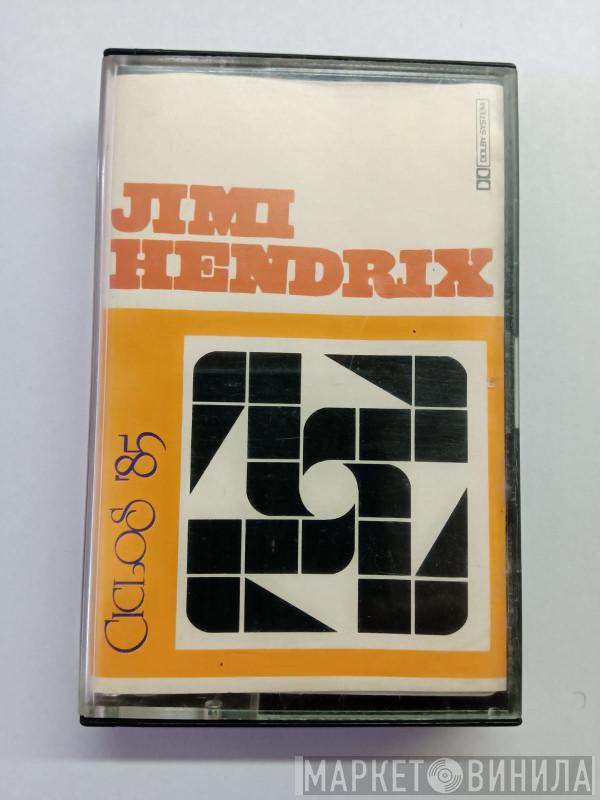 DOLBY SYSTEM
JIMI
HENDRIX
CICLOS '85
МАРКЕТ ВИНИЛА